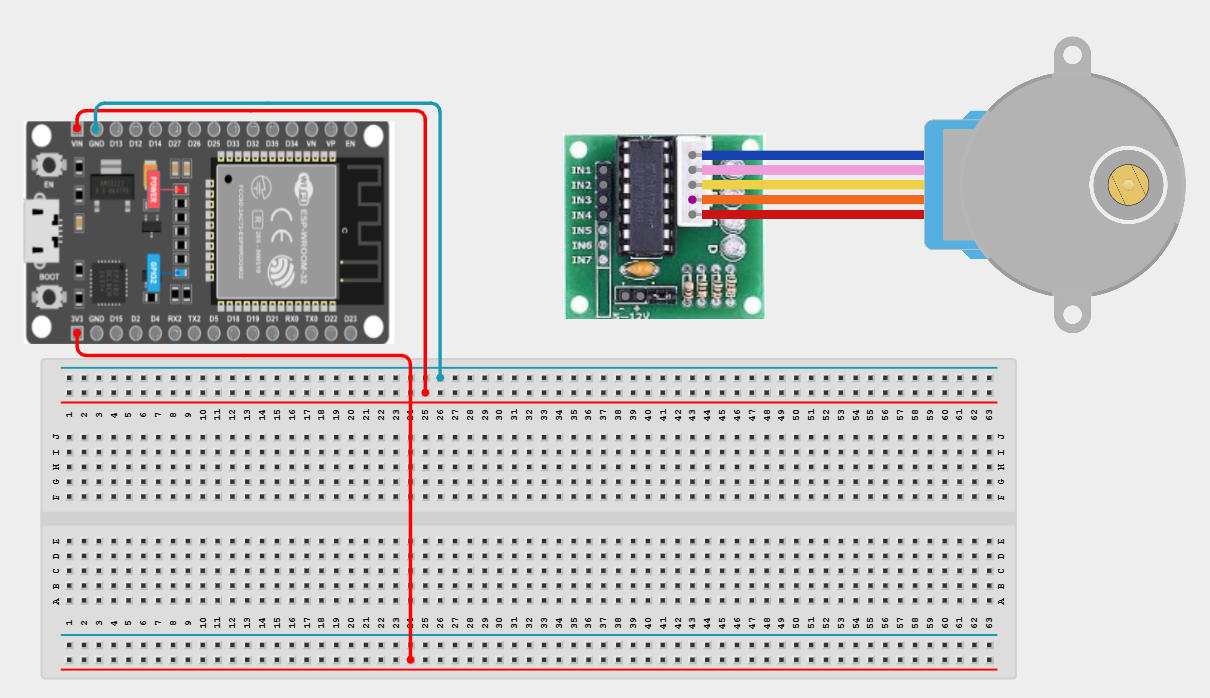 VIN GND D13 D12 D14 D27 D26 D25 D33 D32 D35 D34 VN VP EN
EN
POWER
WiFi
ESP-WROOM-32
CE
R
C
BOOT
GPIO2
3V3 GND D15 D2 D4 RX2 TX2 D5 D18 D19 D21 RX0 TX0 D22 D23
IN1
IN2
IN3
IN4
IN5
IN6
IN7
D
- +
5-12V
1 2 3 4 5 6 7 8 9 10 11 12 13 14 15 16 17 18 19 20 21 22 23 24 25 26 27 28 29 30 31 32 33 34 35 36 37 38 39 40 41 42 43 44 45 46 47 48 49 50 51 52 53 54 55 56 57 58 59 60 61 62 63
J J
I I
H H
G G
F F
E E
D D
C C
B B
A A
1 2 3 4 5 6 7 8 9 10 11 12 13 14 15 16 17 18 19 20 21 22 23 24 25 26 27 28 29 30 31 32 33 34 35 36 37 38 39 40 41 42 43 44 45 46 47 48 49 50 51 52 53 54 55 56 57 58 59 60 61 62 63